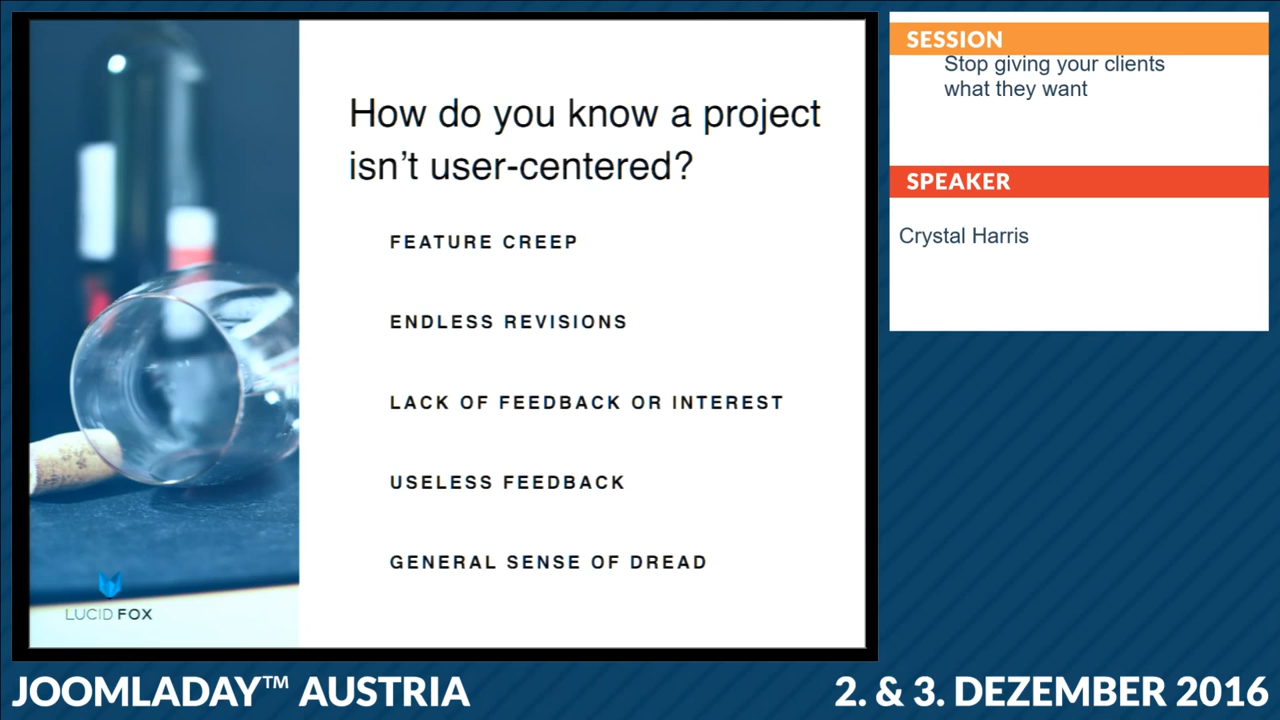 How do you know a project
isn't user-centered?
FEATURE CREEP
ENDLESS REVISIONS
LACK OF FEEDBACK OR INTEREST
USELESS FEEDBACK
GENERAL SENSE OF DREAD
LUCID FOX
SESSION
Stop giving your clients
what they want
SPEAKER
Crystal Harris
JOOMLADAY™ AUSTRIA
2. & 3. DEZEMBER 2016